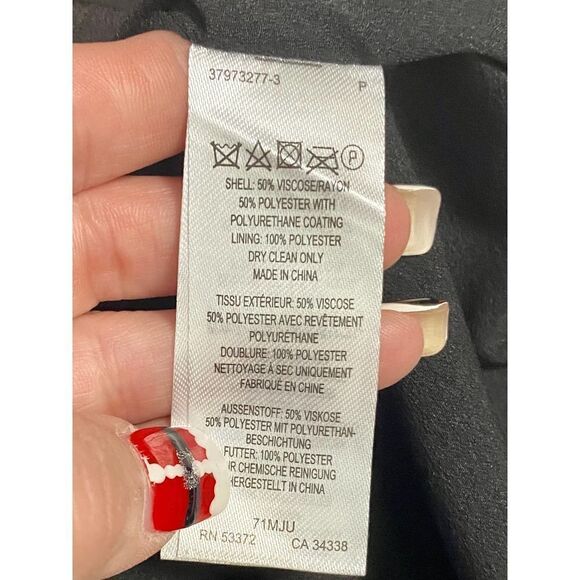 37973277-3 P
P
SHELL: 50% VISCOSE/RAYON
50% POLYESTER WITH
POLYURETHANE COATING
LINING: 100% POLYESTER
DRY CLEAN ONLY
MADE IN CHINA
TISSU EXTÉRIEUR: 50% VISCOSE
50% POLYESTER AVEC REVÊTEMENT
POLYURÉTHANE
DOUBLURE: 100% POLYESTER
NETTOYAGE À SEC UNIQUEMENT
FABRIQUÉ EN CHINE
AUSSENSTOFF: 50% VISKOSE
50% POLYESTER MIT POLYURETHAN-
BESCHICHTUNG
FUTTER: 100% POLYESTER
CHEMISCHE REINIGUNG
HERGESTELLT IN CHINA
71MJU
RN 53372 CA 34338